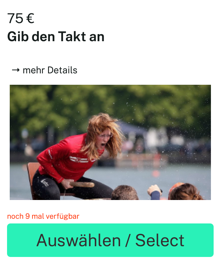 75 €
Gib den Takt an
→ mehr Details
noch 9 mal verfügbar
Auswählen / Select